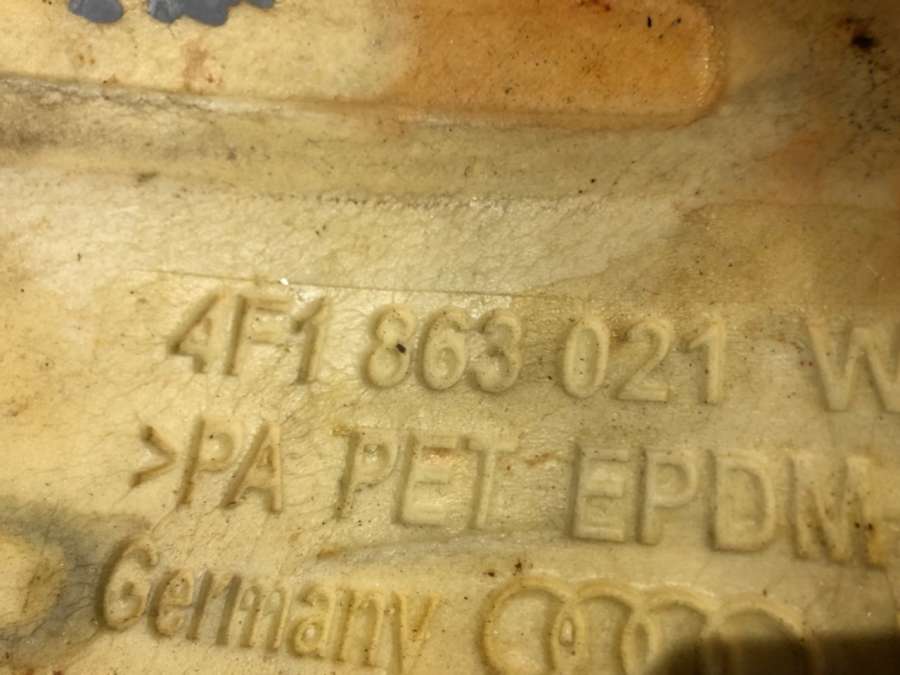 4F1 863 021 W
>PA PET EPDM
Germany